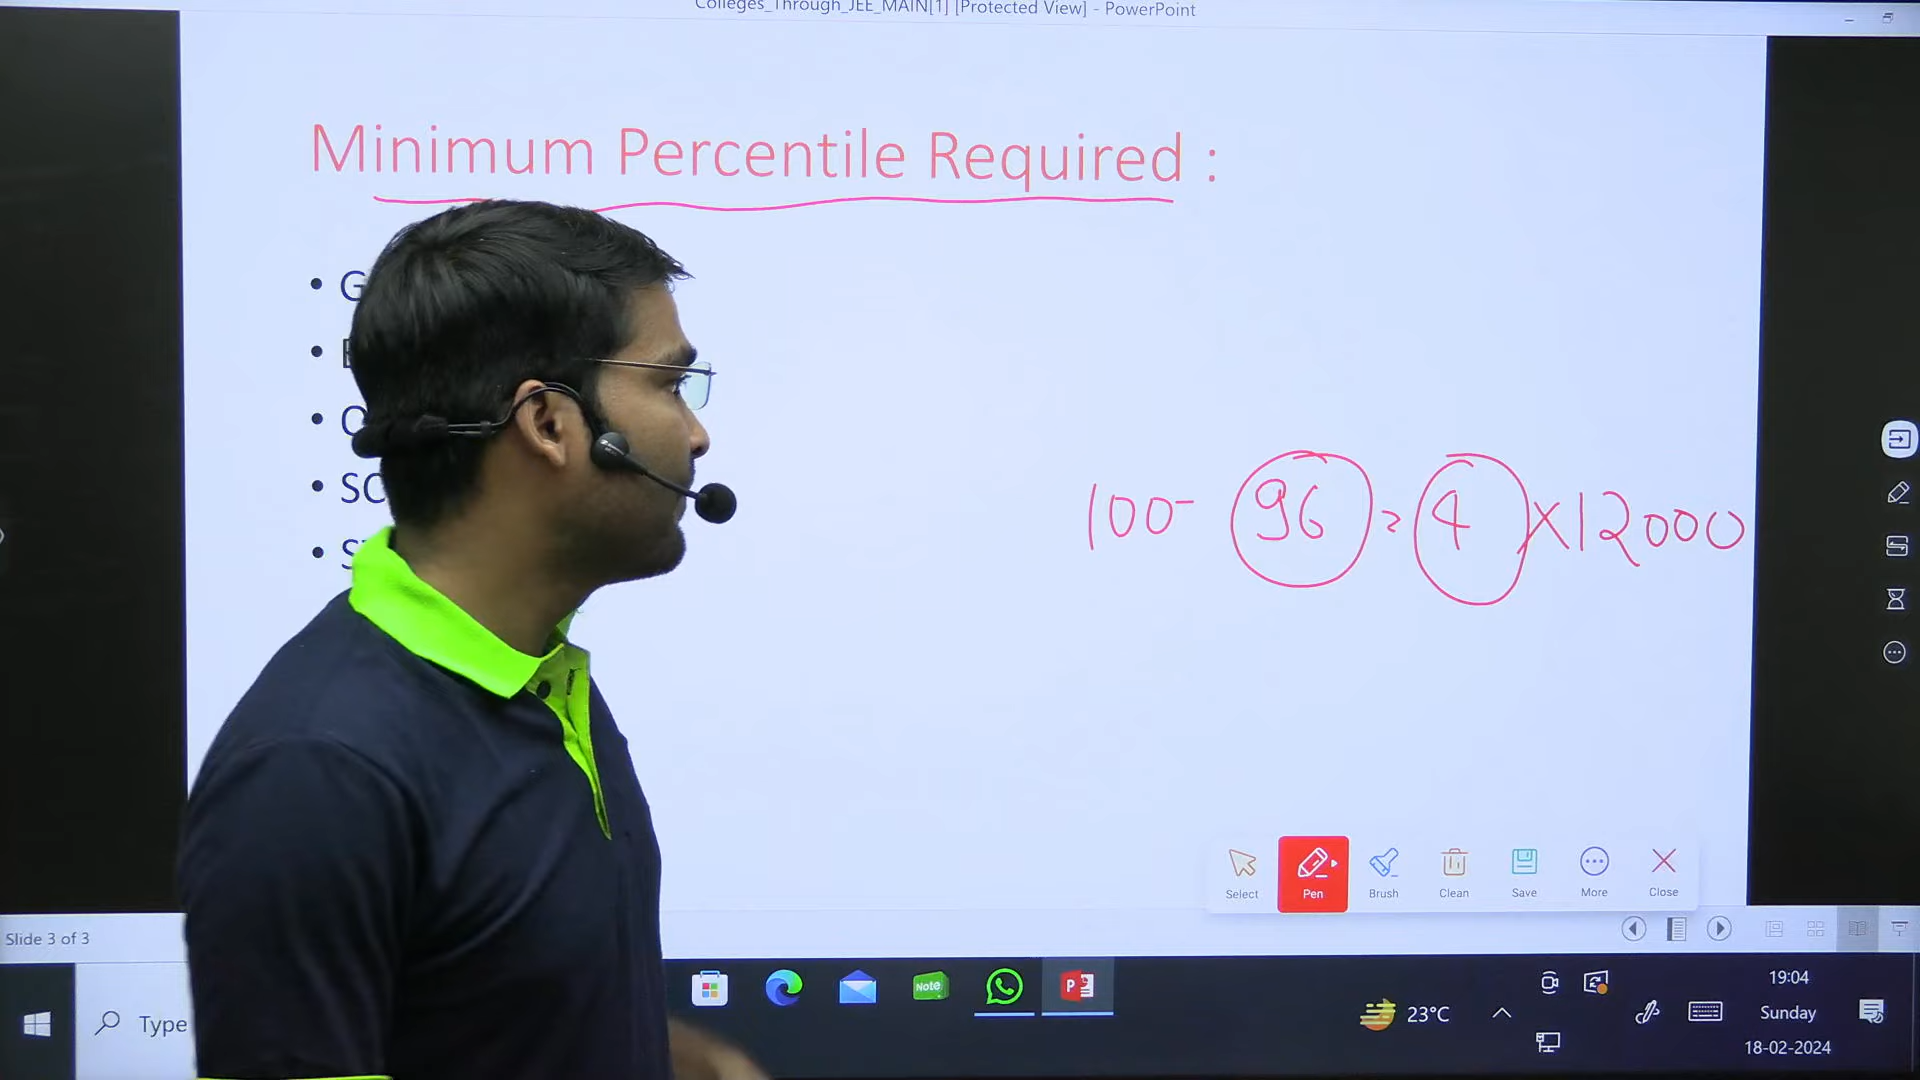 Colleges_Through_JEE_MAIN[1] [Protected View] - PowerPoint
Minimum Percentile Required :
100- 96 = 4 ×12000
Select
Pen
Brush
Clean
Save
More
Close
Slide 3 of 3
Type
Note
P
23°C
19:04
Sunday
18-02-2024